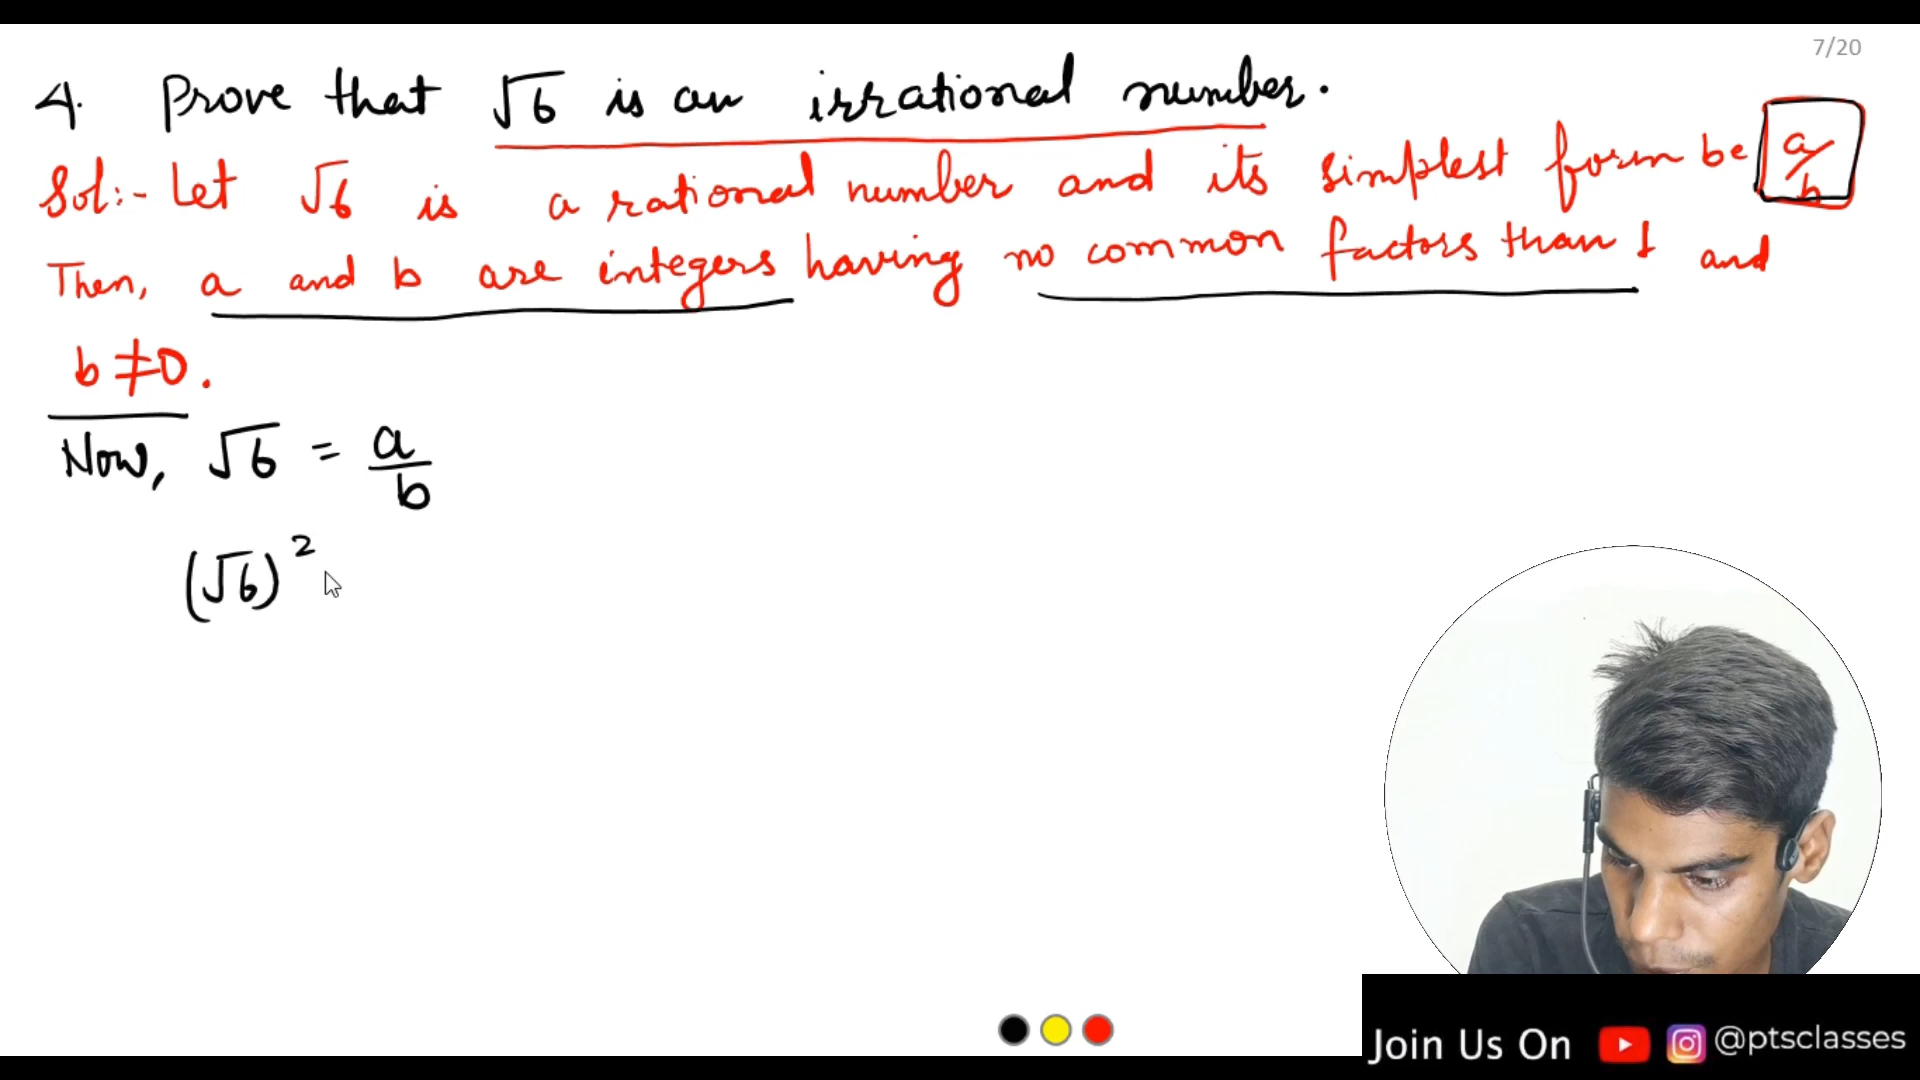 7/20
4. Prove that √6 is an irrational number.
Sol:- Let √6 is a rational number and its simplest form be a/b
Then, a and b are integers having no common factors than 1 and
b ≠ 0.
Now, √6 = a/b
(√6)²
Join Us On @ptsclasses